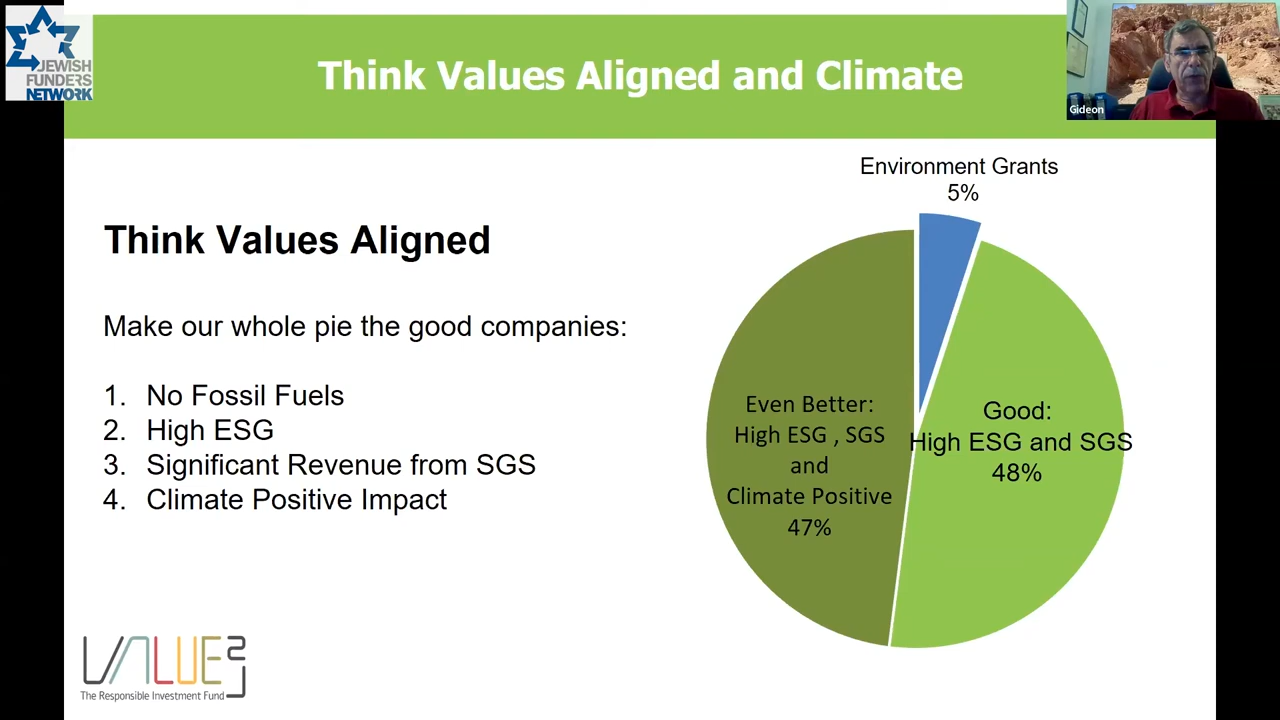 JEWISH
FUNDERS
NETWORK
Think Values Aligned and Climate
Gideon
Think Values Aligned
Make our whole pie the good companies:
1. No Fossil Fuels
2. High ESG
3. Significant Revenue from SGS
4. Climate Positive Impact
Environment Grants
5%
Even Better:
High ESG , SGS
and
Climate Positive
47%
Good:
High ESG and SGS
48%
VALUE2
The Responsible Investment Fund